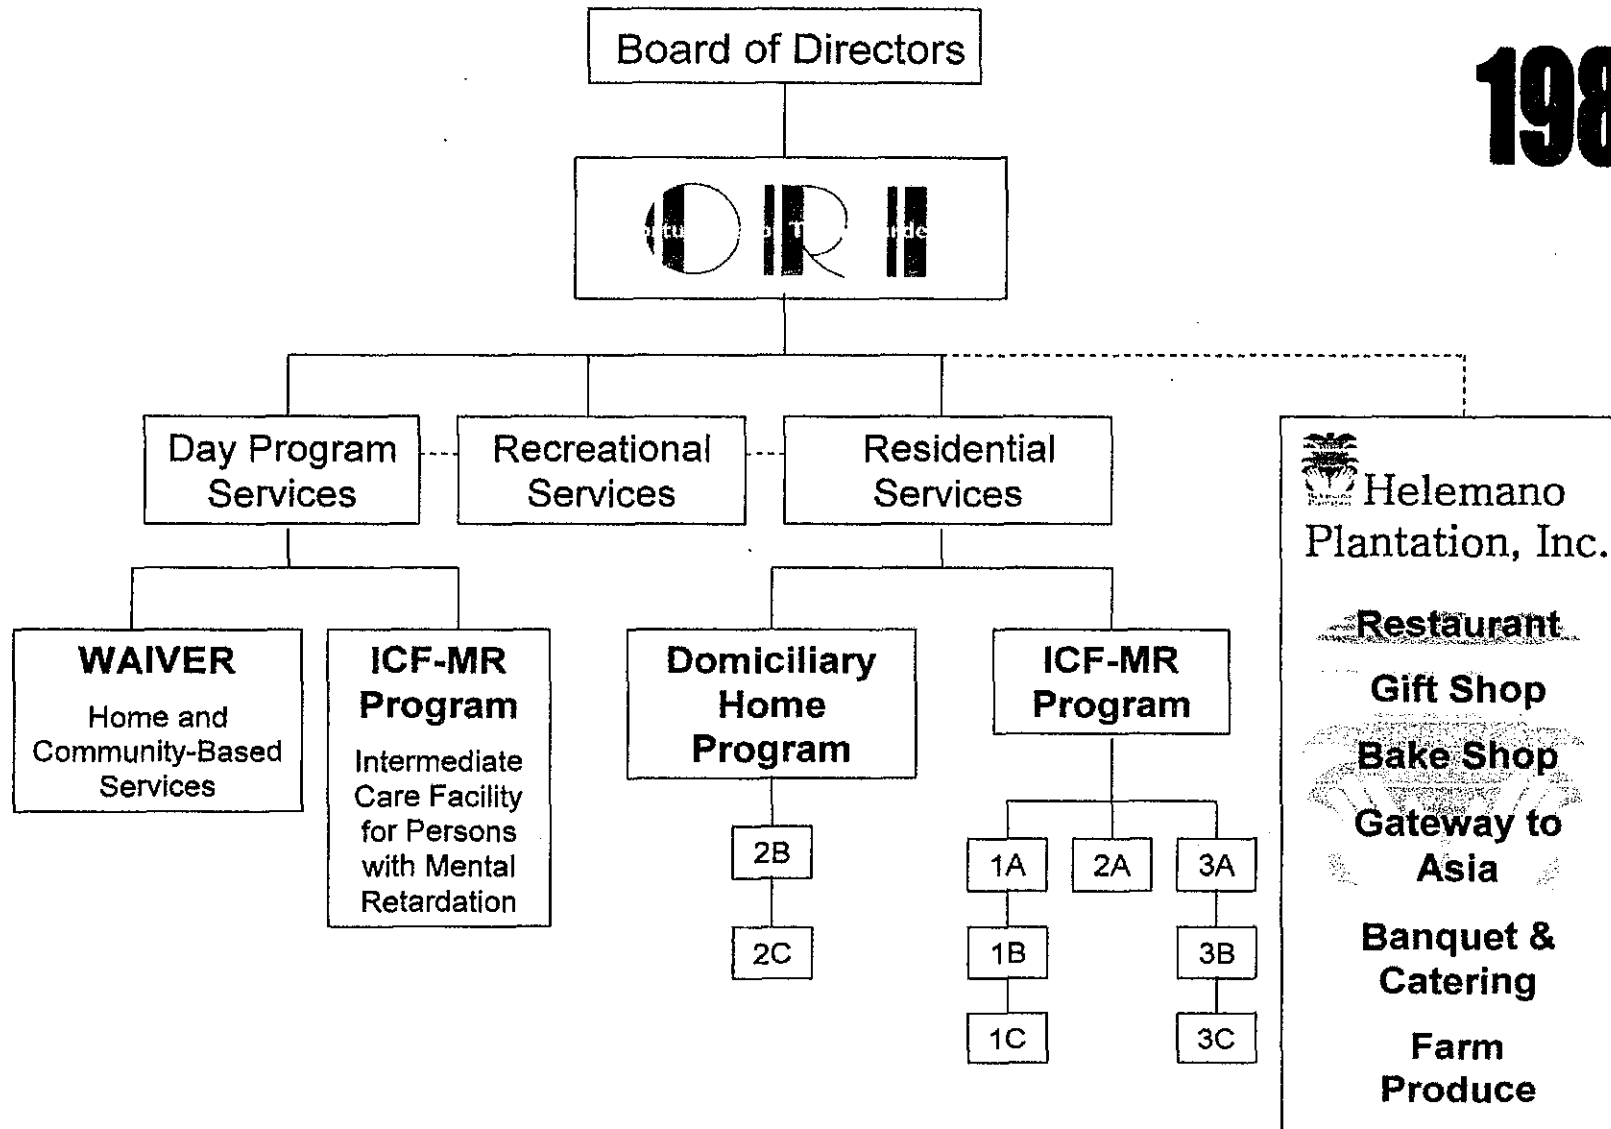 Board of Directors
198
ORI
Day Program
Services
Recreational
Services
Residential
Services
Helemano
Plantation, Inc.
WAIVER
Home and
Community-Based
Services
ICF-MR
Program
Intermediate
Care Facility
for Persons
with Mental
Retardation
Domiciliary
Home
Program
2B
2C
ICF-MR
Program
1A
2A
3A
1B
3B
1C
3C
Restaurant
Gift Shop
Bake Shop
Gateway to
Asia
Banquet &
Catering
Farm
Produce